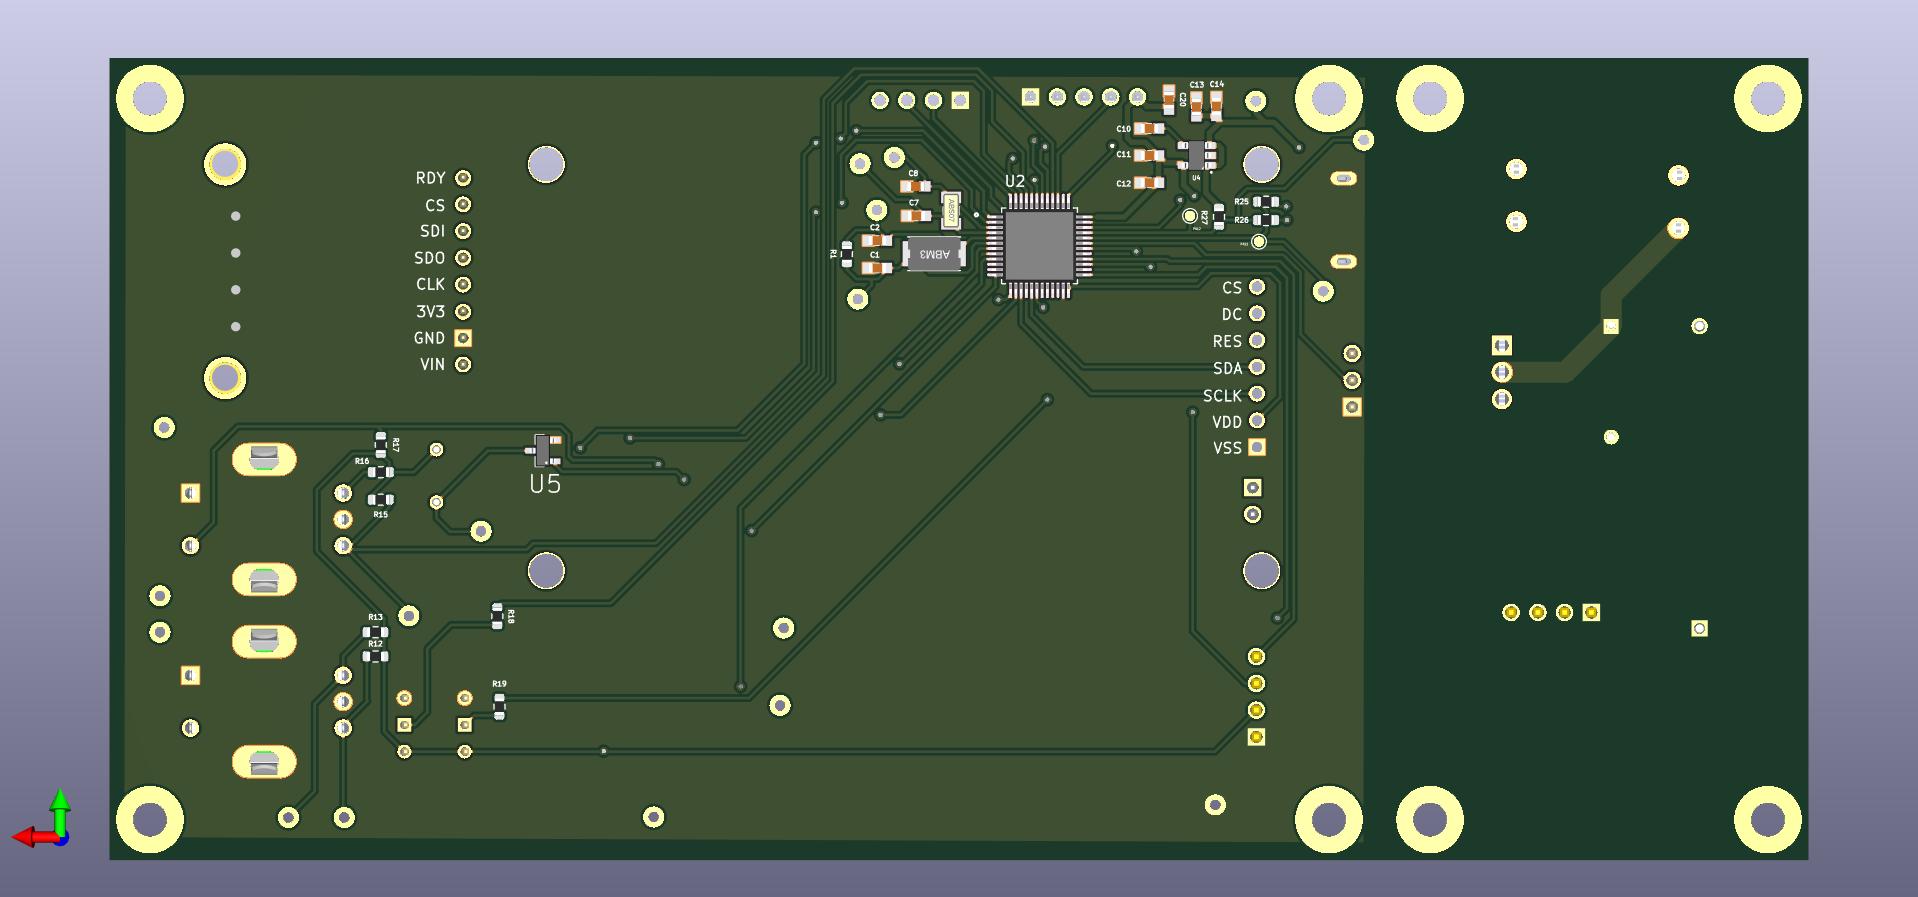 C13
C14
C20
C10
C11
C12
U4
U2
C8
C7
ABS07
C2
C1
R1
ABM3
R25
R26
R27
RDY
CS
SDI
SDO
CLK
3V3
GND
VIN
CS
DC
RES
SDA
SCLK
VDD
VSS
R17
R16
R15
U5
R13
R12
R18
R19